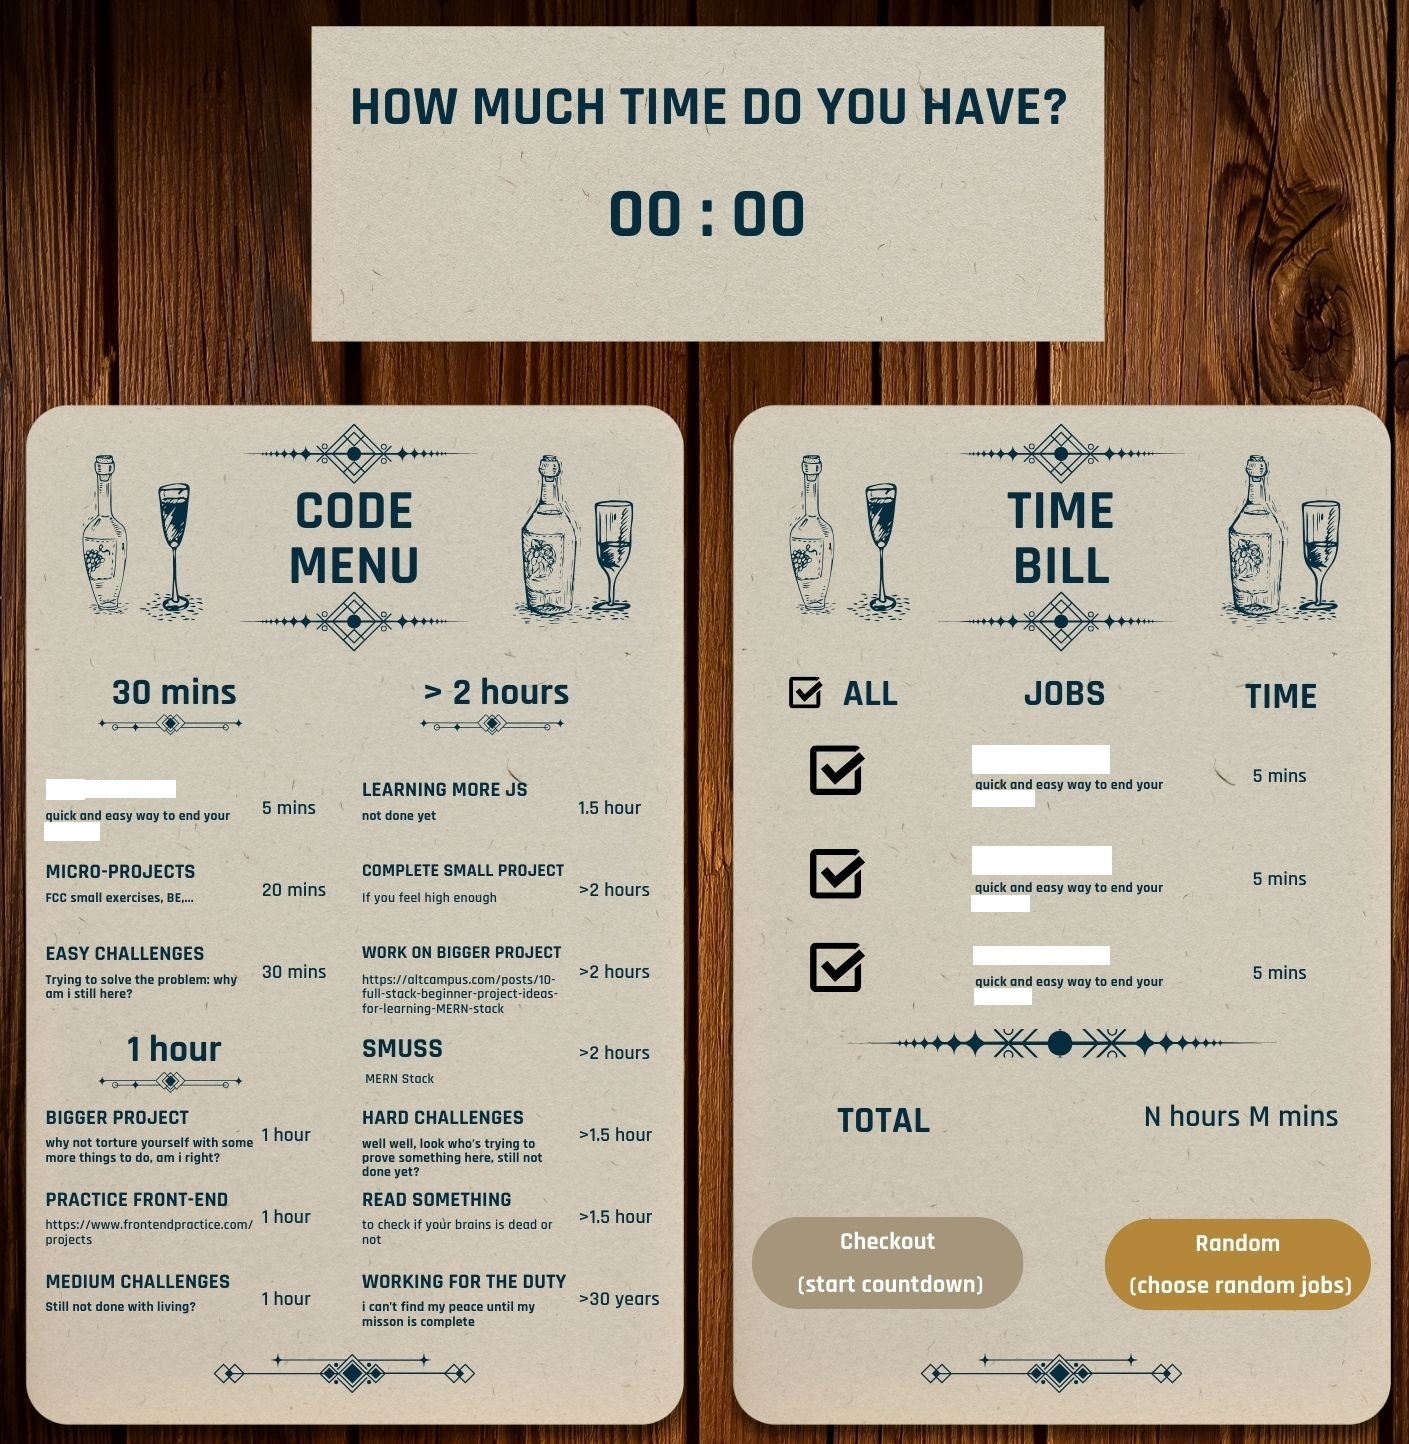 HOW MUCH TIME DO YOU HAVE?
00 : 00
CODE
MENU
30 mins
quick and easy way to end your
5 mins
MICRO-PROJECTS
FCC small exercises, BE,...
20 mins
EASY CHALLENGES
Trying to solve the problem: why
am i still here?
30 mins
1 hour
BIGGER PROJECT
why not torture yourself with some
more things to do, am i right?
1 hour
PRACTICE FRONT-END
https://www.frontendpractice.com/
projects
1 hour
MEDIUM CHALLENGES
Still not done with living?
1 hour
> 2 hours
LEARNING MORE JS
not done yet
1.5 hour
COMPLETE SMALL PROJECT
If you feel high enough
>2 hours
WORK ON BIGGER PROJECT
https://altcampus.com/posts/10-
full-stack-beginner-project-ideas-
for-learning-MERN-stack
>2 hours
SMUSS
MERN Stack
>2 hours
HARD CHALLENGES
well well, look who's trying to
prove something here, still not
done yet?
>1.5 hour
READ SOMETHING
to check if your brains is dead or
not
>1.5 hour
WORKING FOR THE DUTY
i can't find my peace until my
misson is complete
>30 years
TIME
BILL
ALL JOBS TIME
quick and easy way to end your
5 mins
quick and easy way to end your
5 mins
quick and easy way to end your
5 mins
TOTAL N hours M mins
Checkout
(start countdown)
Random
(choose random jobs)